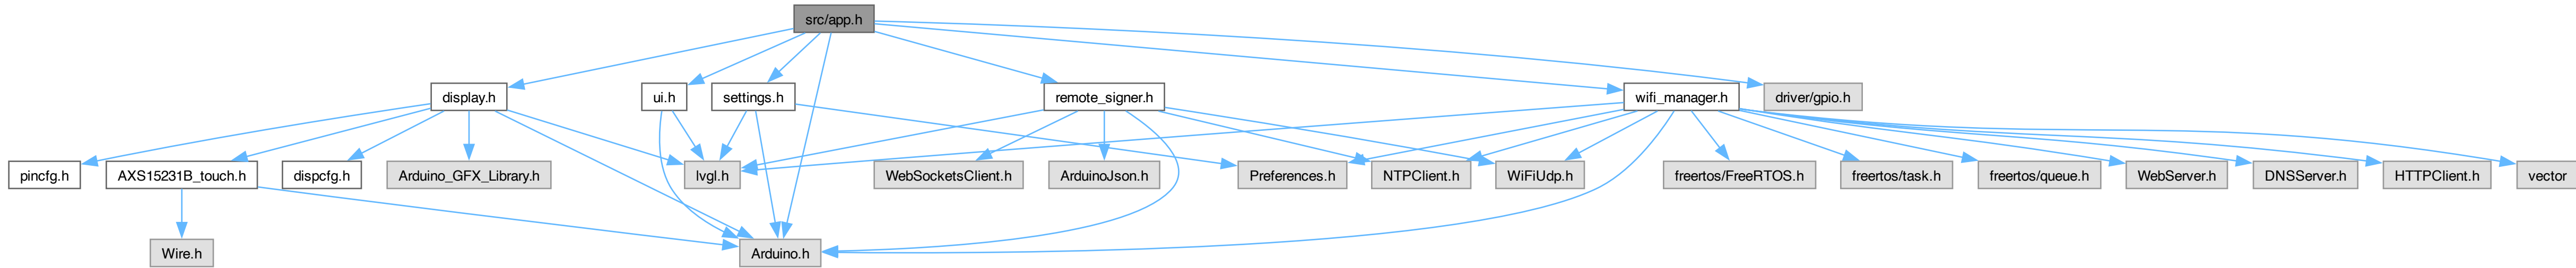 src/app.h
display.h
ui.h
settings.h
remote_signer.h
wifi_manager.h
driver/gpio.h
pincfg.h
AXS15231B_touch.h
dispcfg.h
Arduino_GFX_Library.h
lvgl.h
WebSocketsClient.h
ArduinoJson.h
Preferences.h
NTPClient.h
WiFiUdp.h
freertos/FreeRTOS.h
freertos/task.h
freertos/queue.h
WebServer.h
DNSServer.h
HTTPClient.h
vector
Wire.h
Arduino.h